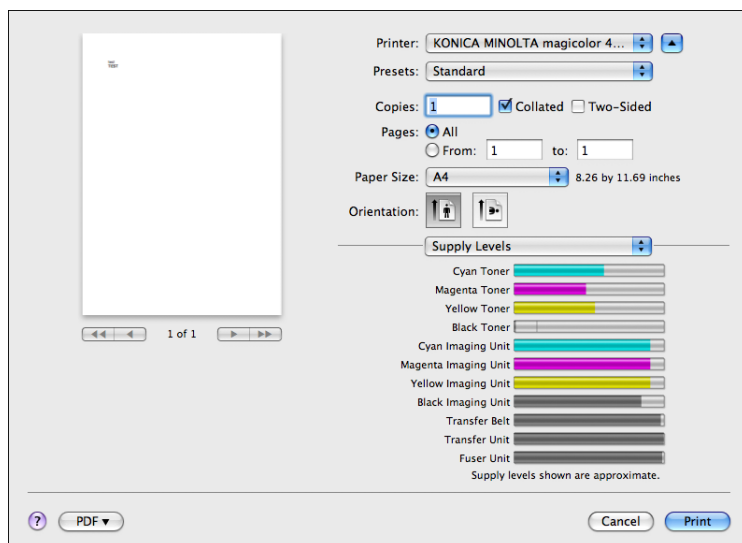 Printer: KONICA MINOLTA magicolor 4...
Presets: Standard
Copies: 1 Collated Two-Sided
Pages: All
From: 1 to: 1
Paper Size: A4 8.26 by 11.69 inches
Orientation:
Supply Levels
Cyan Toner
Magenta Toner
Yellow Toner
Black Toner
Cyan Imaging Unit
Magenta Imaging Unit
Yellow Imaging Unit
Black Imaging Unit
Transfer Belt
Transfer Unit
Fuser Unit
Supply levels shown are approximate.
1 of 1
? PDF Cancel Print